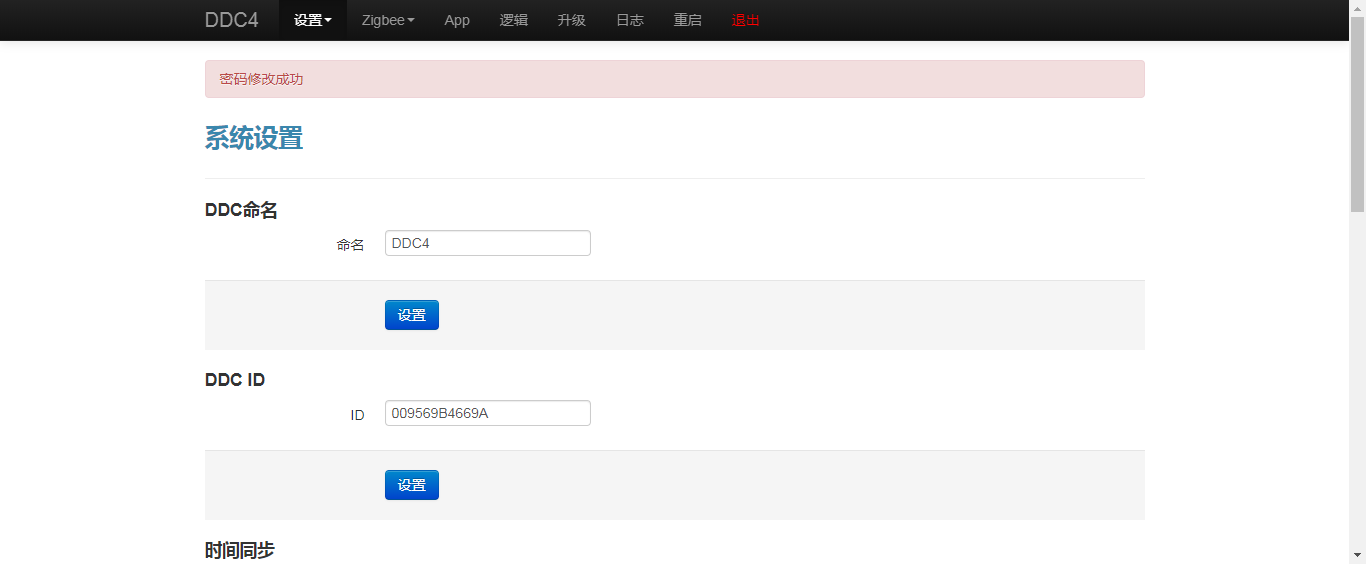 DDC4 设置 Zigbee App 逻辑 升级 日志 重启 退出
密码修改成功
系统设置
DDC命名
命名 DDC4
设置
DDC ID
ID 009569B4669A
设置
时间同步